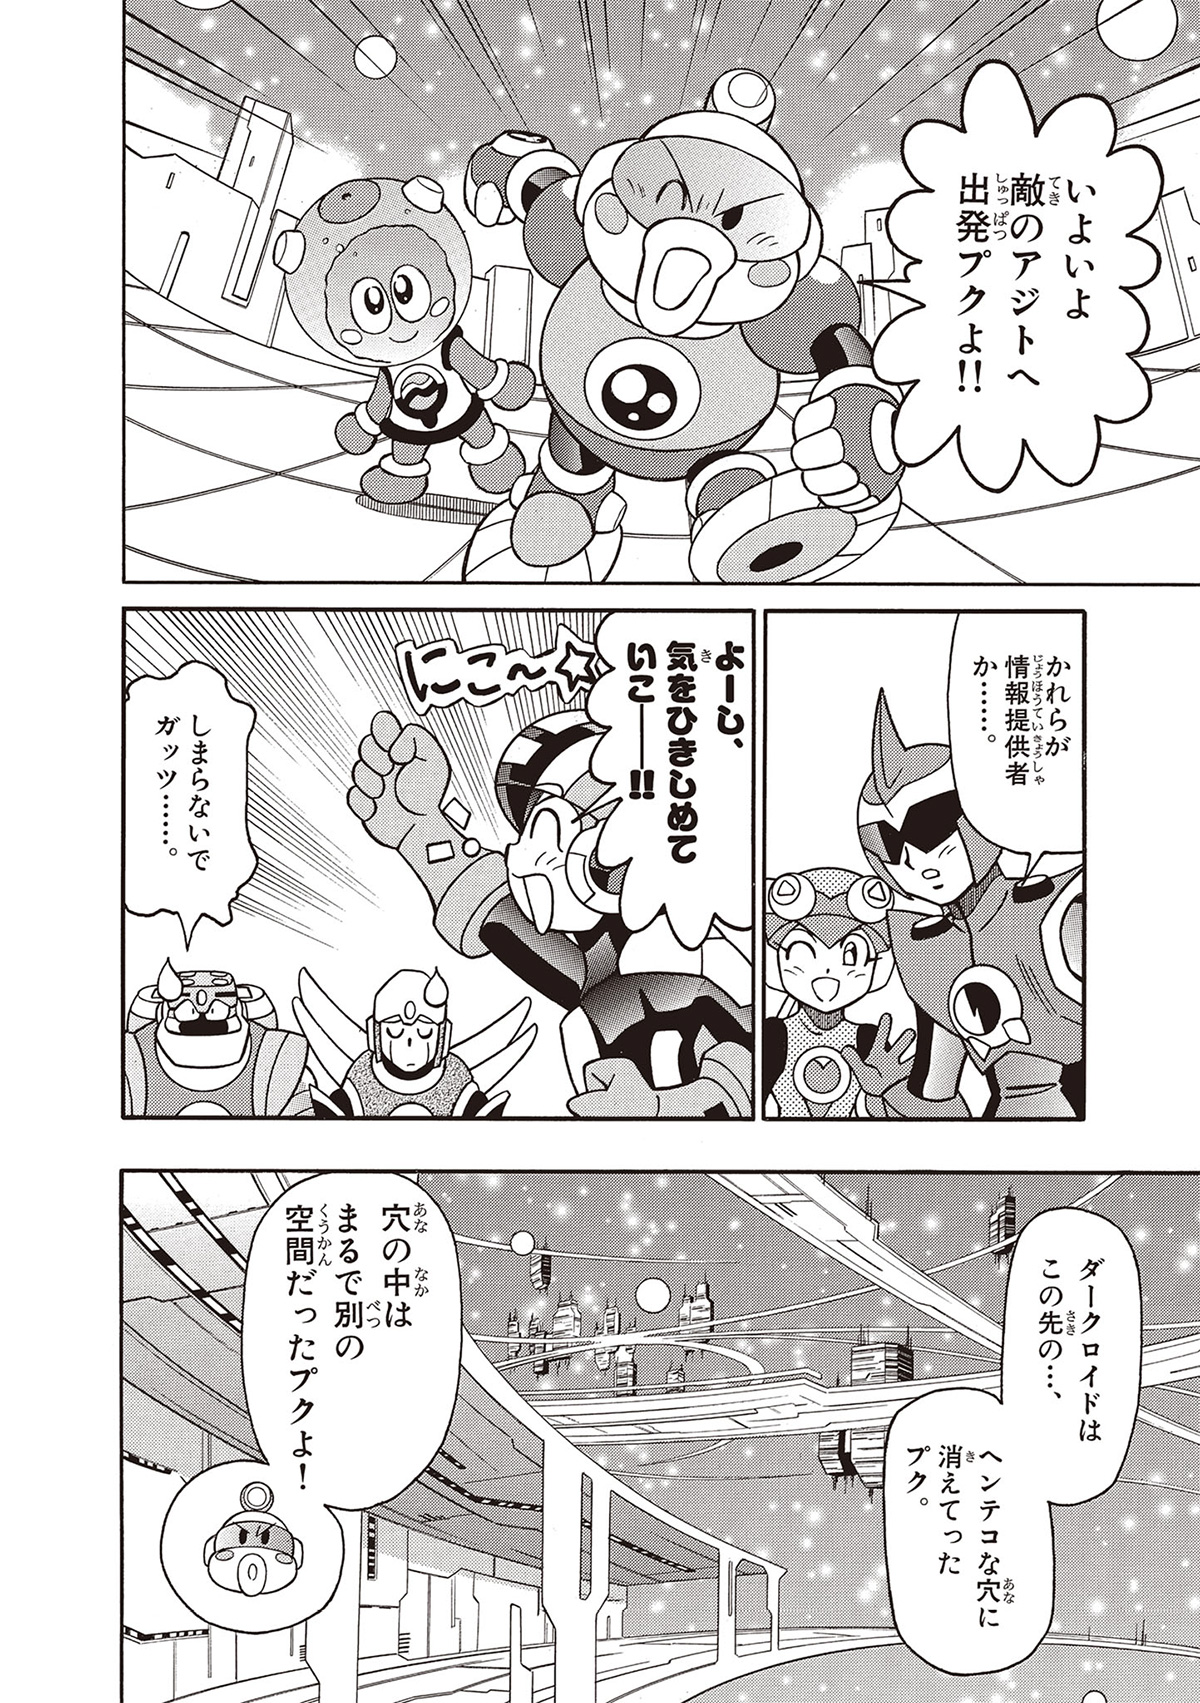 いよいよ
敵のアジトへ
出発プクよ!!
かれらが
情報提供者
か……。
よーし、
気をひきしめて
いこ──!!
にこ〜☆
しまらないで
ガッツ……。
ダークロイドは
この先の…、
ヘンテコな穴に
消えてった
プク。
穴の中は
まるで別の
空間だったプクよ!